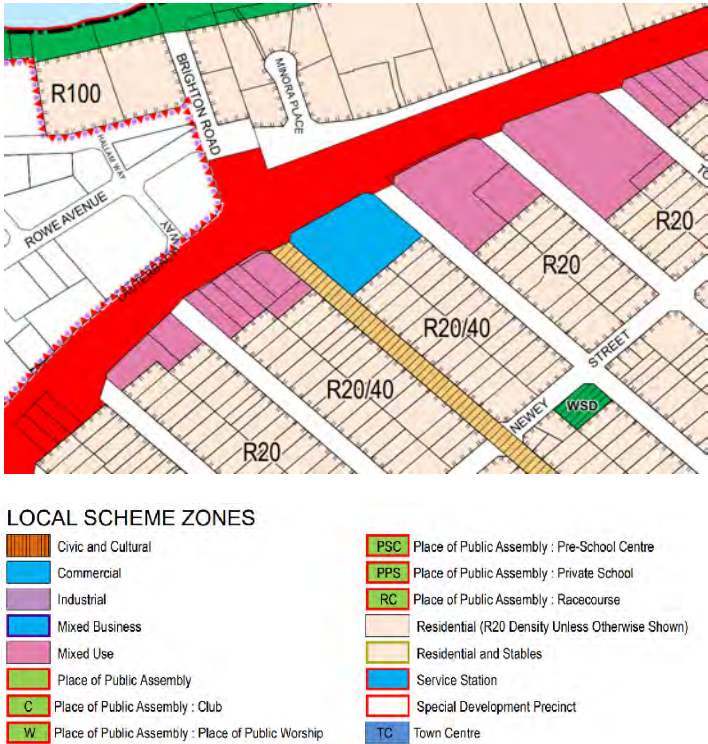 R100
BRIGHTON ROAD
MINORA PLACE
HALLAM WAY
ROWE AVENUE
WAY
R20
R20
R20/40
R20/40
R20
NEWEY
STREET
WSD
LOCAL SCHEME ZONES
Civic and Cultural
Commercial
Industrial
Mixed Business
Mixed Use
Place of Public Assembly
C Place of Public Assembly : Club
W Place of Public Assembly : Place of Public Worship
PSC Place of Public Assembly : Pre-School Centre
PPS Place of Public Assembly : Private School
RC Place of Public Assembly : Racecourse
Residential (R20 Density Unless Otherwise Shown)
Residential and Stables
Service Station
Special Development Precinct
TC Town Centre